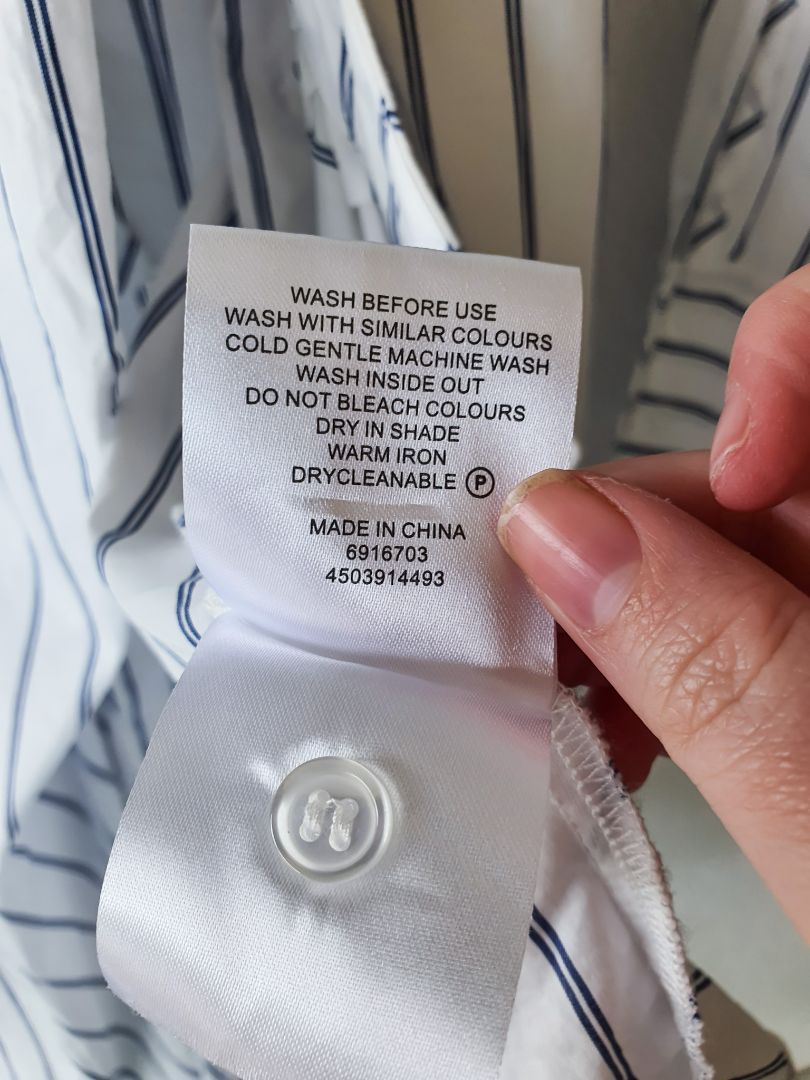 WASH BEFORE USE
WASH WITH SIMILAR COLOURS
COLD GENTLE MACHINE WASH
WASH INSIDE OUT
DO NOT BLEACH COLOURS
DRY IN SHADE
WARM IRON
DRYCLEANABLE Ⓟ
MADE IN CHINA
6916703
4503914493